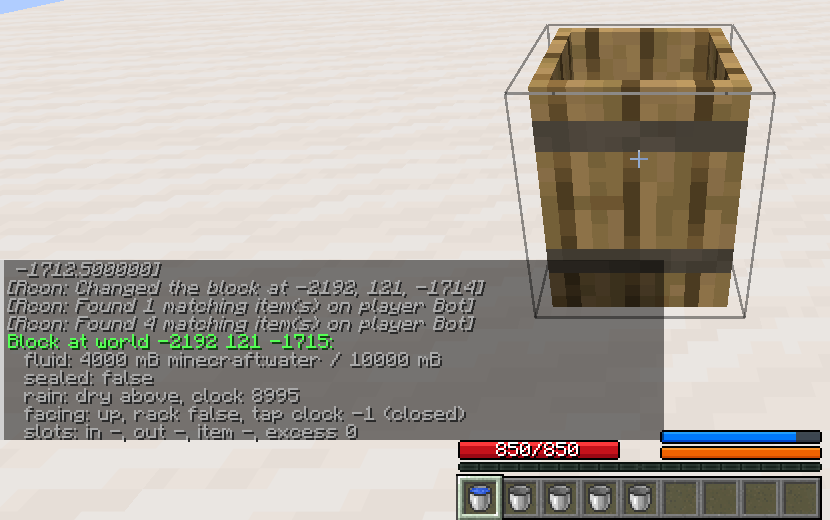 -1712.500000]
[Rcon: Changed the block at -2192, 121, -1714]
[Rcon: Found 1 matching item(s) on player Bot]
[Rcon: Found 4 matching item(s) on player Bot]
Block at world -2192 121 -1715:
fluid: 4000 mB minecraft:water / 10000 mB
sealed: false
rain: dry above, clock 8995
facing: up, rack false, tap clock -1 (closed)
slots: in -, out -, item -, excess 0
850/850